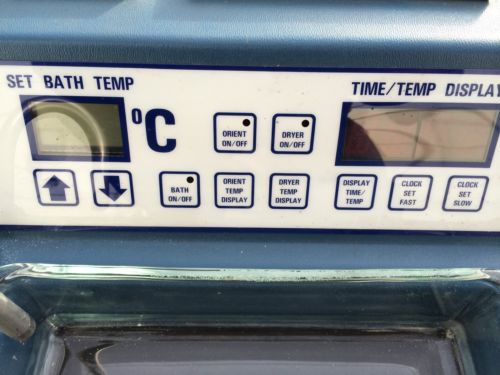 SET BATH TEMP
TIME/TEMP DISPLAY
°C
ORIENT
ON/OFF
DRYER
ON/OFF
BATH
ON/OFF
ORIENT
TEMP
DISPLAY
DRYER
TEMP
DISPLAY
DISPLAY
TIME/
TEMP
CLOCK
SET
FAST
CLOCK
SET
SLOW